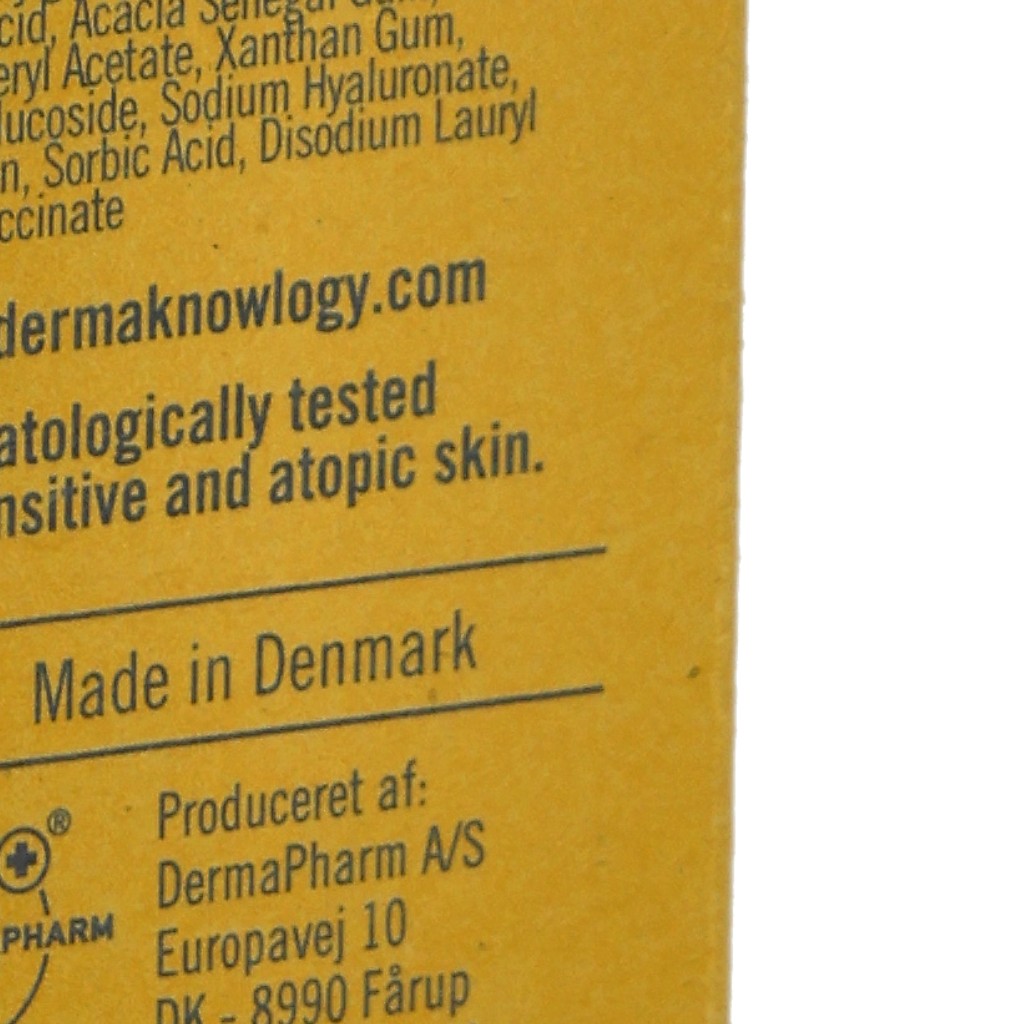 cid, Acacia Senegal Gum,
eryl Acetate, Xanthan Gum,
lucoside, Sodium Hyaluronate,
n, Sorbic Acid, Disodium Lauryl
ccinate
dermaknowlogy.com
atologically tested
nsitive and atopic skin.
Made in Denmark
®
PHARM
Produceret af:
DermaPharm A/S
Europavej 10
DK - 8990 Fårup